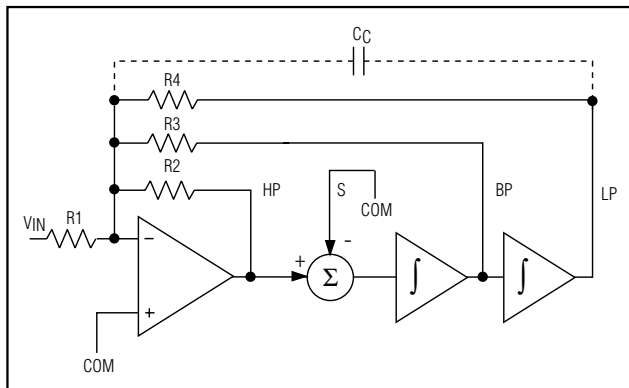 CC
R4
R3
R2
HP
S
COM
BP
LP
VIN
R1
−
+
COM
+
Σ
-
∫
∫